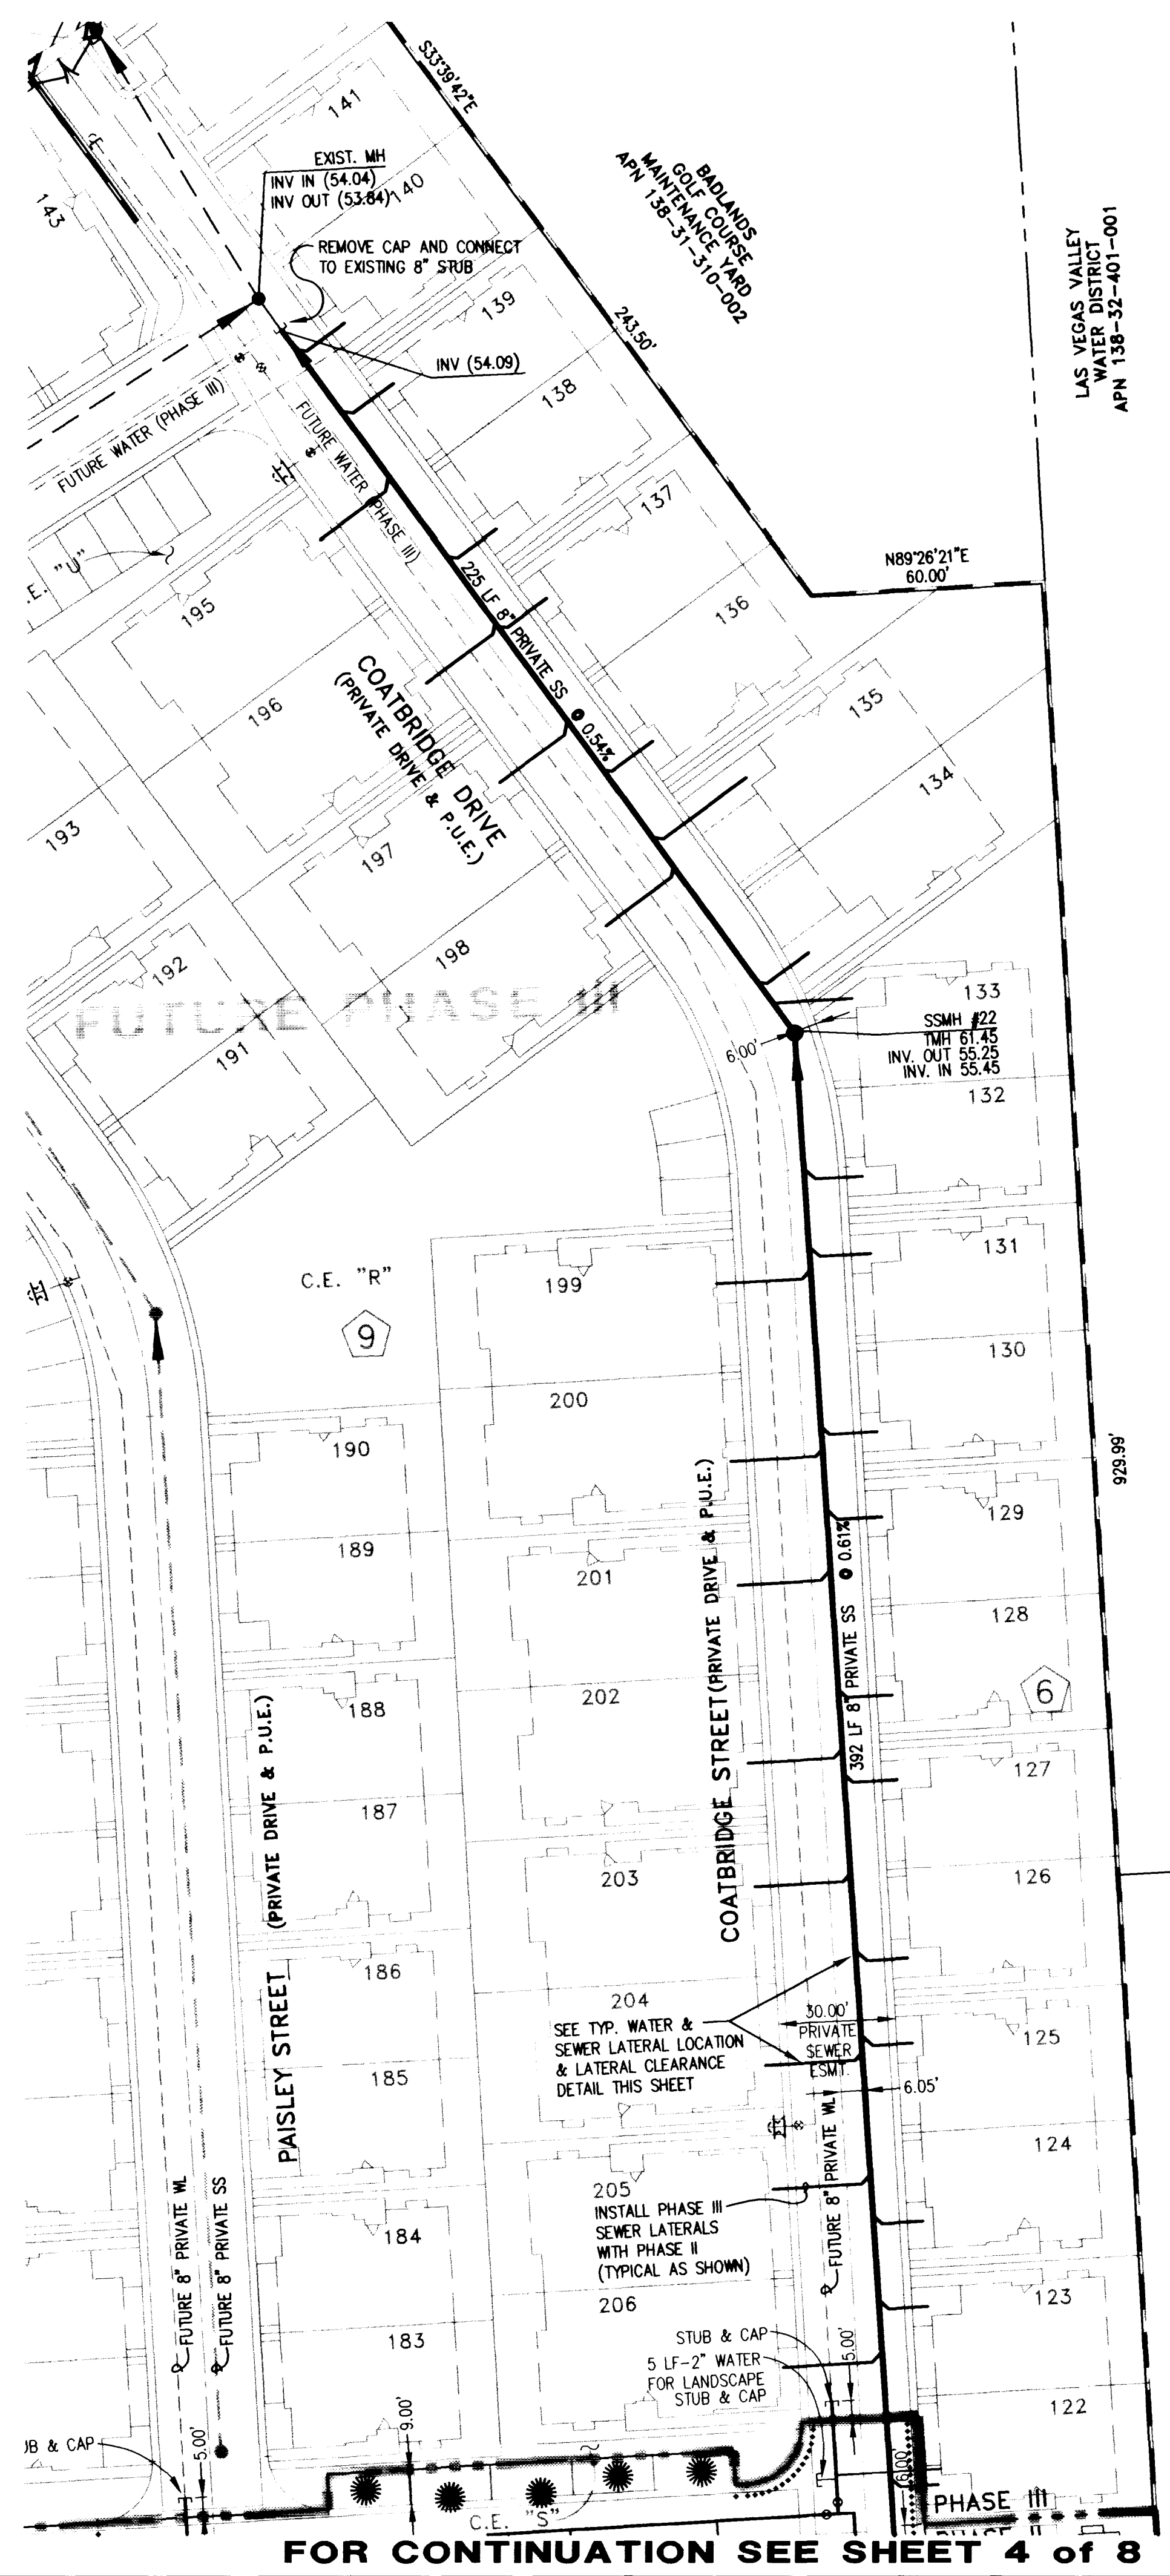 S33°39'42"E
141
EXIST. MH
INV IN (54.04)
INV OUT (53.84)
140
143
BADLANDS
GOLF COURSE
MAINTENANCE YARD
APN 138-31-310-002
LAS VEGAS VALLEY
WATER DISTRICT
APN 138-32-401-001
REMOVE CAP AND CONNECT
TO EXISTING 8" STUB
139
243.50'
INV (54.09)
138
FUTURE WATER (PHASE III)
FUTURE WATER (PHASE III)
137
N89°26'21"E
60.00'
.E. "U"
195
225 LF 8" PRIVATE SS @ 0.54%
136
196
COATBRIDGE DRIVE
(PRIVATE DRIVE & P.U.E.)
135
134
193
197
198
192
FUTURE PHASE III
133
SSMH #22
TMH 61.45
INV. OUT 55.25
INV. IN 55.45
6.00'
191
132
131
C.E. "R"
199
9
130
200
190
929.99'
129
189
201
COATBRIDGE STREET (PRIVATE DRIVE & P.U.E.)
392 LF 8" PRIVATE SS @ 0.61%
128
202
6
188
127
187
203
126
PAISLEY STREET (PRIVATE DRIVE & P.U.E.)
186
204
30.00'
PRIVATE
SEWER
ESMT.
SEE TYP. WATER &
SEWER LATERAL LOCATION
& LATERAL CLEARANCE
DETAIL THIS SHEET
125
185
6.05'
124
205
INSTALL PHASE III
SEWER LATERALS
WITH PHASE II
(TYPICAL AS SHOWN)
FUTURE 8" PRIVATE WL
184
FUTURE 8" PRIVATE WL
FUTURE 8" PRIVATE SS
206
123
183
STUB & CAP
5.00'
5 LF-2" WATER
FOR LANDSCAPE
STUB & CAP
122
9.00'
UB & CAP
5.00'
C.E. "S"
PHASE III
FOR CONTINUATION SEE SHEET 4 of 8